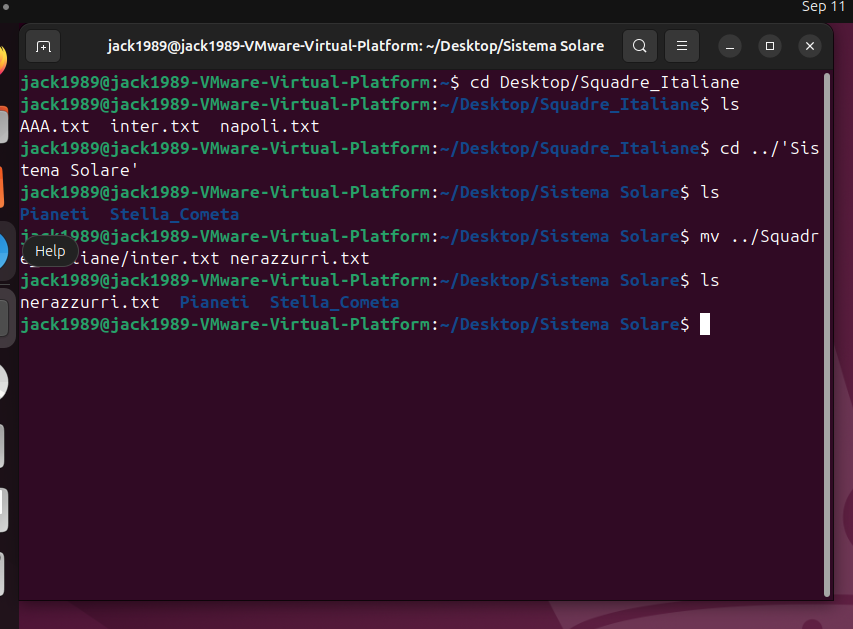 Sep 11
jack1989@jack1989-VMware-Virtual-Platform: ~/Desktop/Sistema Solare
jack1989@jack1989-VMware-Virtual-Platform:~$ cd Desktop/Squadre_Italiane
jack1989@jack1989-VMware-Virtual-Platform:~/Desktop/Squadre_Italiane$ ls
AAA.txt  inter.txt  napoli.txt
jack1989@jack1989-VMware-Virtual-Platform:~/Desktop/Squadre_Italiane$ cd ../'Sis
tema Solare'
jack1989@jack1989-VMware-Virtual-Platform:~/Desktop/Sistema Solare$ ls
Pianeti  Stella_Cometa
@jack1989-VMware-Virtual-Platform:~/Desktop/Sistema Solare$ mv ../Squadr
Help
liane/inter.txt nerazzurri.txt
jack1989@jack1989-VMware-Virtual-Platform:~/Desktop/Sistema Solare$ ls
nerazzurri.txt  Pianeti  Stella_Cometa
jack1989@jack1989-VMware-Virtual-Platform:~/Desktop/Sistema Solare$